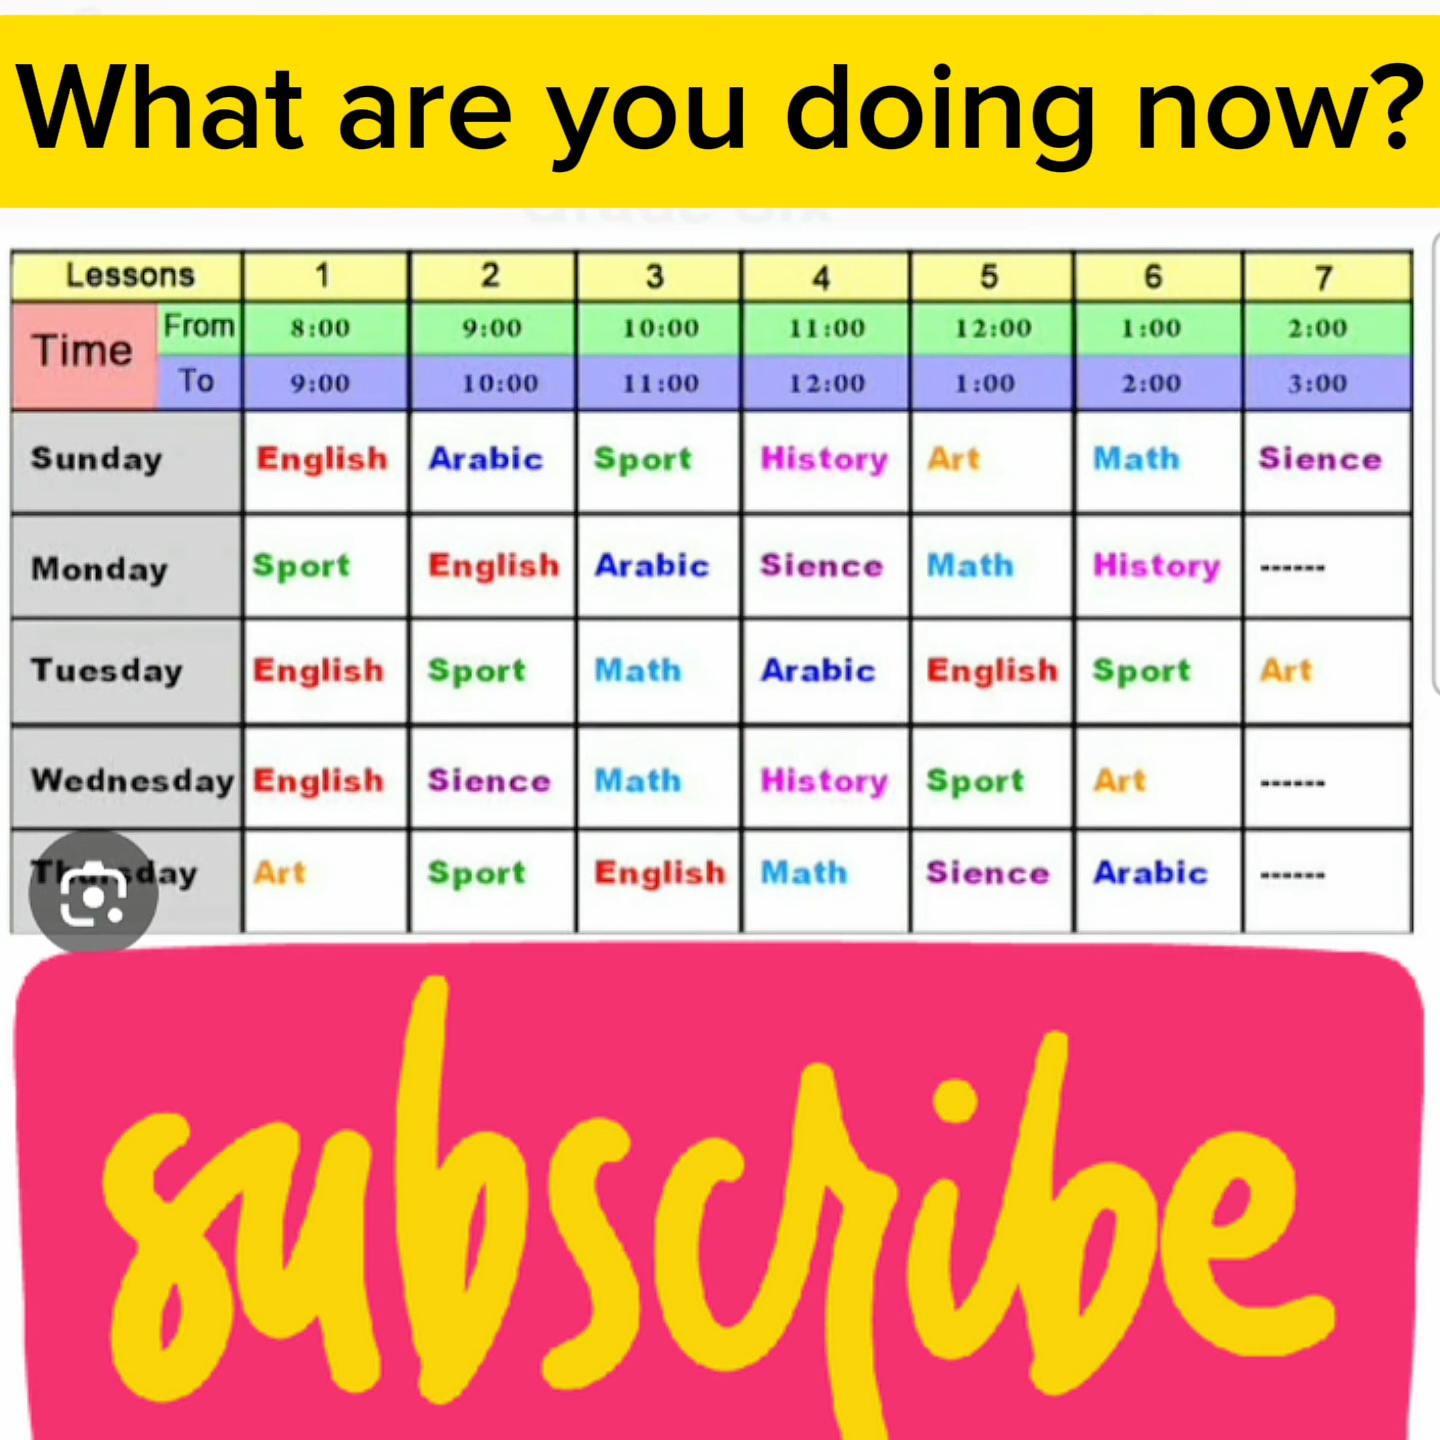 What are you doing now?
Grade Six
Lessons 1 2 3 4 5 6 7
Time From 8:00 9:00 10:00 11:00 12:00 1:00 2:00
To 9:00 10:00 11:00 12:00 1:00 2:00 3:00
Sunday English Arabic Sport History Art Math Sience
Monday Sport English Arabic Sience Math History ------
Tuesday English Sport Math Arabic English Sport Art
Wednesday English Sience Math History Sport Art ------
Thursday Art Sport English Math Sience Arabic ------
subscribe